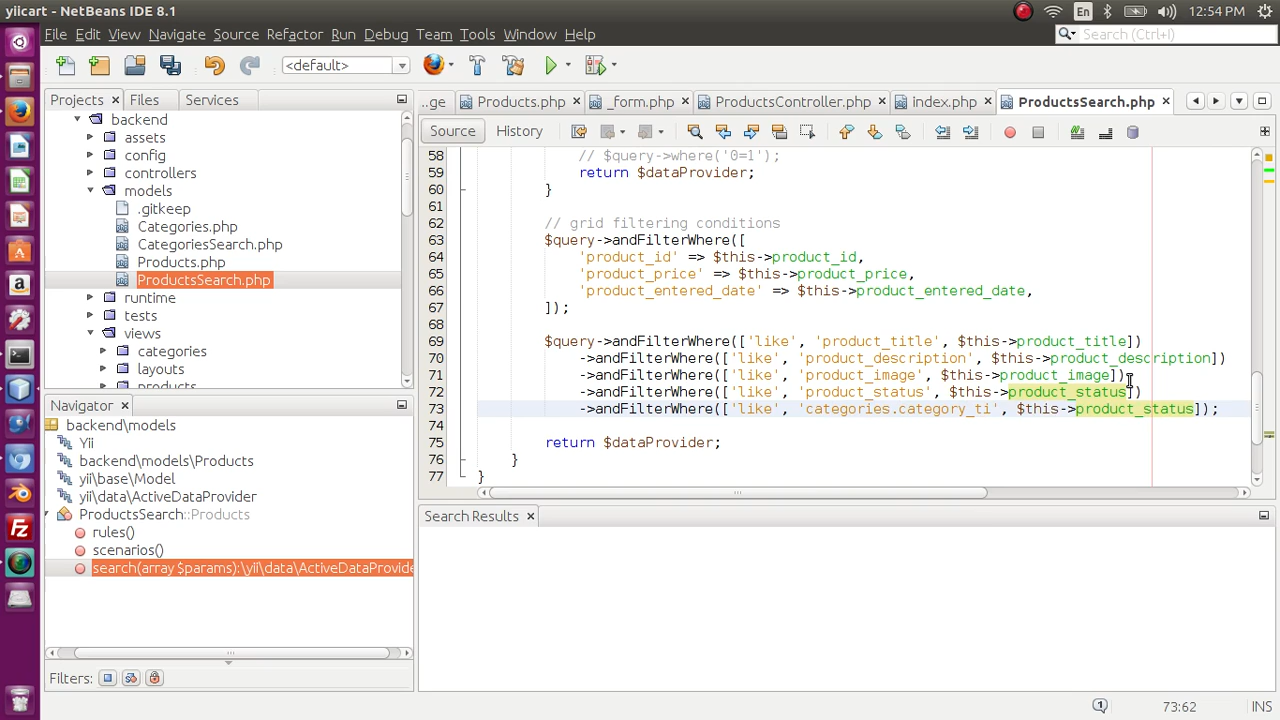 yiicart - NetBeans IDE 8.1
En
12:54 PM
File Edit View Navigate Source Refactor Run Debug Team Tools Window Help
Search (Ctrl+I)
<default>
Projects Files Services
..ge Products.php _form.php ProductsController.php index.php ProductsSearch.php
Source History
backend
assets
config
controllers
models
.gitkeep
Categories.php
CategoriesSearch.php
Products.php
ProductsSearch.php
runtime
tests
views
categories
layouts
products
58 // $query->where('0=1');
59 return $dataProvider;
60 }
61
62 // grid filtering conditions
63 $query->andFilterWhere([
64 'product_id' => $this->product_id,
65 'product_price' => $this->product_price,
66 'product_entered_date' => $this->product_entered_date,
67 ]);
68
69 $query->andFilterWhere(['like', 'product_title', $this->product_title])
70 ->andFilterWhere(['like', 'product_description', $this->product_description])
71 ->andFilterWhere(['like', 'product_image', $this->product_image])
72 ->andFilterWhere(['like', 'product_status', $this->product_status])
73 ->andFilterWhere(['like', 'categories.category_ti', $this->product_status]);
74
75 return $dataProvider;
76 }
77 }
Navigator
backend\models
Yii
backend\models\Products
yii\base\Model
yii\data\ActiveDataProvider
ProductsSearch::Products
rules()
scenarios()
search(array $params):\yii\data\ActiveDataProvide
Filters:
Search Results
1
73:62
INS